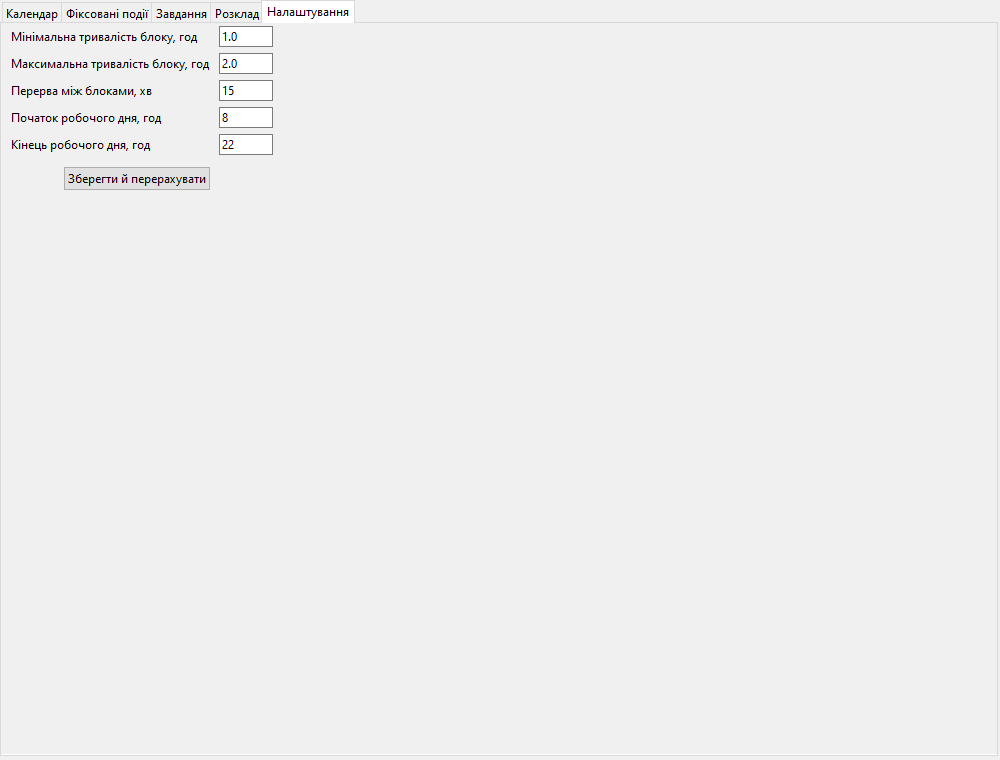 Календар Фіксовані події Завдання Розклад Налаштування
Мінімальна тривалість блоку, год 1.0
Максимальна тривалість блоку, год 2.0
Перерва між блоками, хв 15
Початок робочого дня, год 8
Кінець робочого дня, год 22
Зберегти й перерахувати